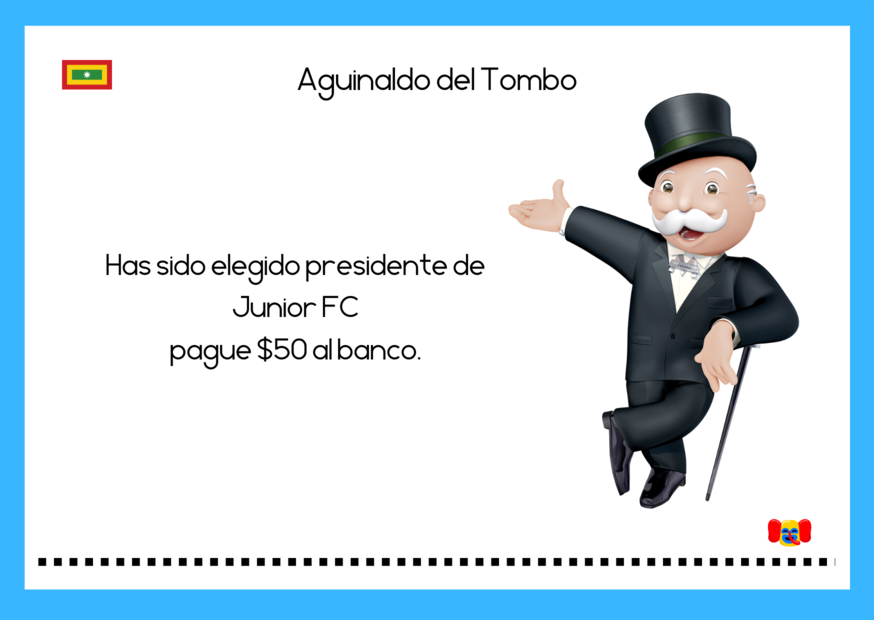 Aguinaldo del Tombo
Has sido elegido presidente de
Junior FC
pague $50 al banco.